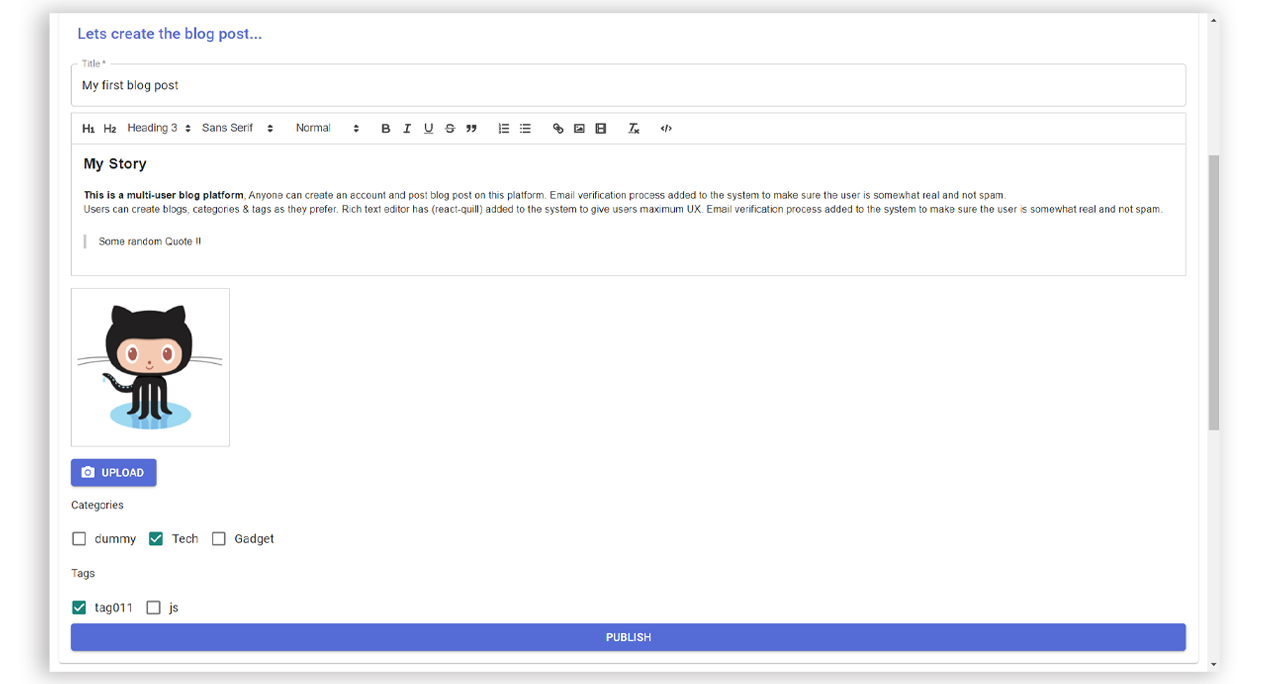 Lets create the blog post...
Title *
My first blog post
H1 H2 Heading 3 Sans Serif Normal B I U S
My Story
This is a multi-user blog platform, Anyone can create an account and post blog post on this platform. Email verification process added to the system to make sure the user is somewhat real and not spam.
Users can create blogs, categories & tags as they prefer. Rich text editor has (react-quill) added to the system to give users maximum UX. Email verification process added to the system to make sure the user is somewhat real and not spam.
Some random Quote !!
UPLOAD
Categories
dummy Tech Gadget
Tags
tag011 js
PUBLISH